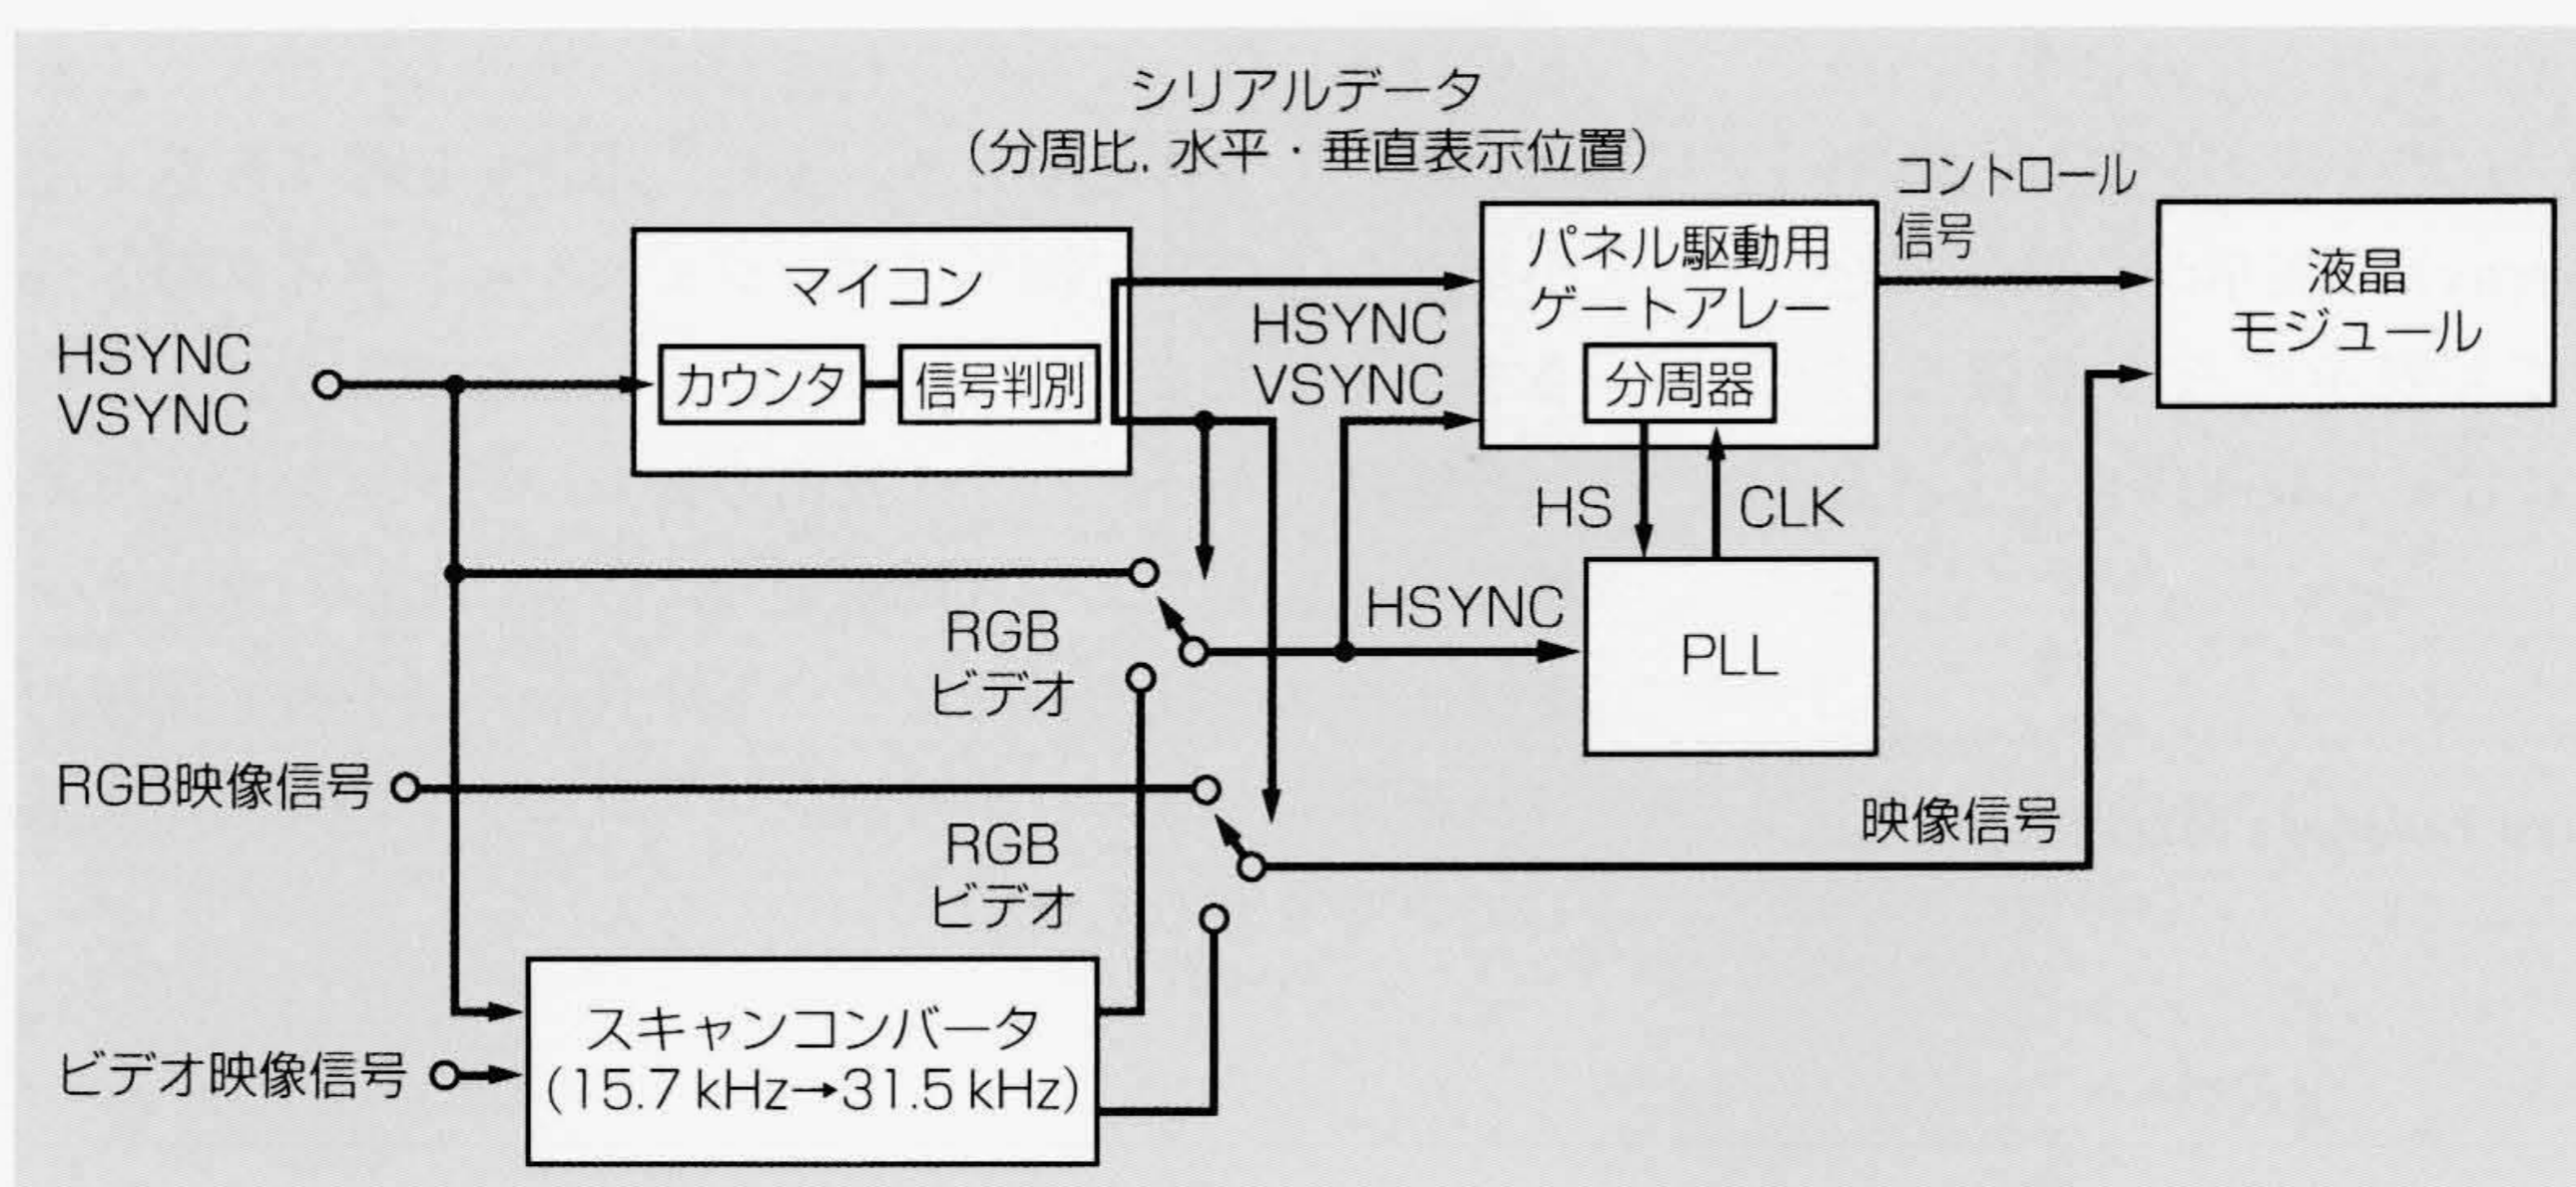 シリアルデータ
(分周比, 水平・垂直表示位置)
コントロール
信号
マイコン
カウンタ
信号判別
HSYNC
VSYNC
HSYNC
VSYNC
パネル駆動用
ゲートアレー
分周器
液晶
モジュール
HS
CLK
RGB
ビデオ
HSYNC
PLL
RGB映像信号
RGB
ビデオ
映像信号
ビデオ映像信号
スキャンコンバータ
(15.7 kHz→31.5 kHz)